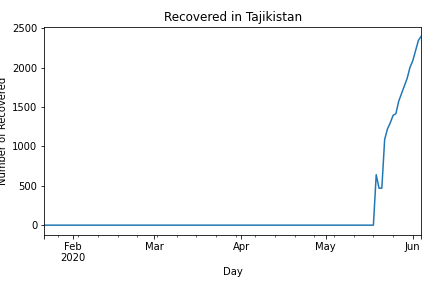 Recovered in Tajikistan
Number of Recovered
2500
2000
1500
1000
500
0
Feb
2020
Mar
Apr
May
Jun
Day